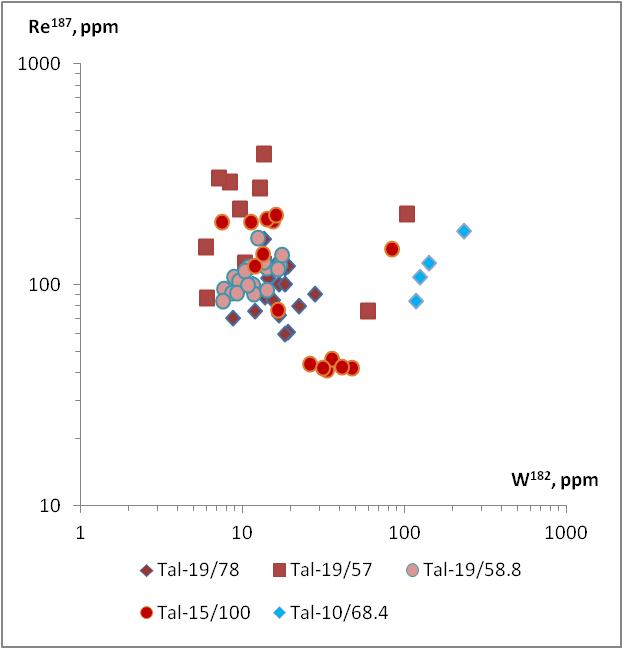 Re187, ppm
1000
100
10
W182, ppm
1 10 100 1000
Tal-19/78 Tal-19/57 Tal-19/58.8
Tal-15/100 Tal-10/68.4